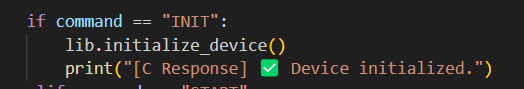 if command == "INIT":
    lib.initialize_device()
    print("[C Response] ✅ Device initialized.")